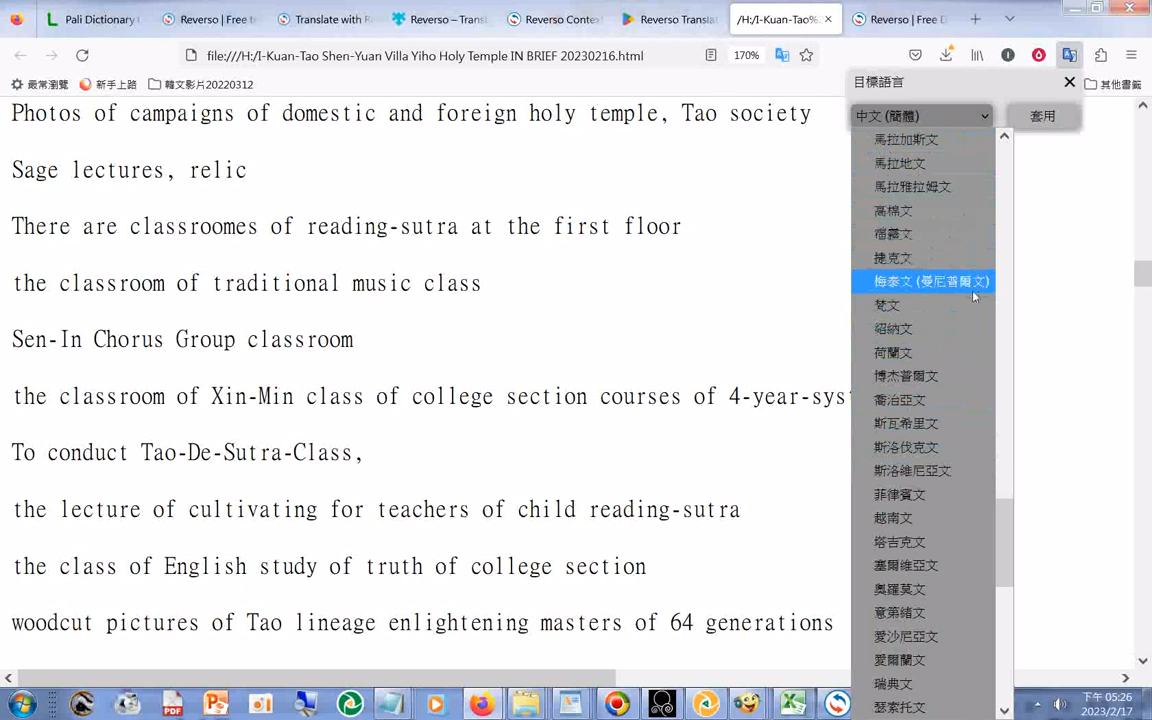 Pali Dictionary
Reverso | Free t
Translate with R
Reverso – Trans
Reverso Conte
Reverso Transla
/H:/I-Kuan-Tao%
Reverso | Free D
file:///H:/I-Kuan-Tao Shen-Yuan Villa Yiho Holy Temple IN BRIEF 20230216.html
170%
最常瀏覽
新手上路
韓文影片20220312
其他書籤
目標語言
中文 (簡體)
套用
Photos of campaigns of domestic and foreign holy temple, Tao society
Sage lectures, relic
There are classroomes of reading-sutra at the first floor
the classroom of traditional music class
Sen-In Chorus Group classroom
the classroom of Xin-Min class of college section courses of 4-year-sys
To conduct Tao-De-Sutra-Class,
the lecture of cultivating for teachers of child reading-sutra
the class of English study of truth of college section
woodcut pictures of Tao lineage enlightening masters of 64 generations
馬拉加斯文
馬拉地文
馬拉雅拉姆文
高棉文
宿霧文
捷克文
梅泰文 (曼尼普爾文)
梵文
紹納文
荷蘭文
博杰普爾文
喬治亞文
斯瓦希里文
斯洛伐克文
斯洛維尼亞文
菲律賓文
越南文
塔吉克文
塞爾維亞文
奧羅莫文
意第緒文
愛沙尼亞文
愛爾蘭文
瑞典文
瑟索托文
下午 05:26
2023/2/17